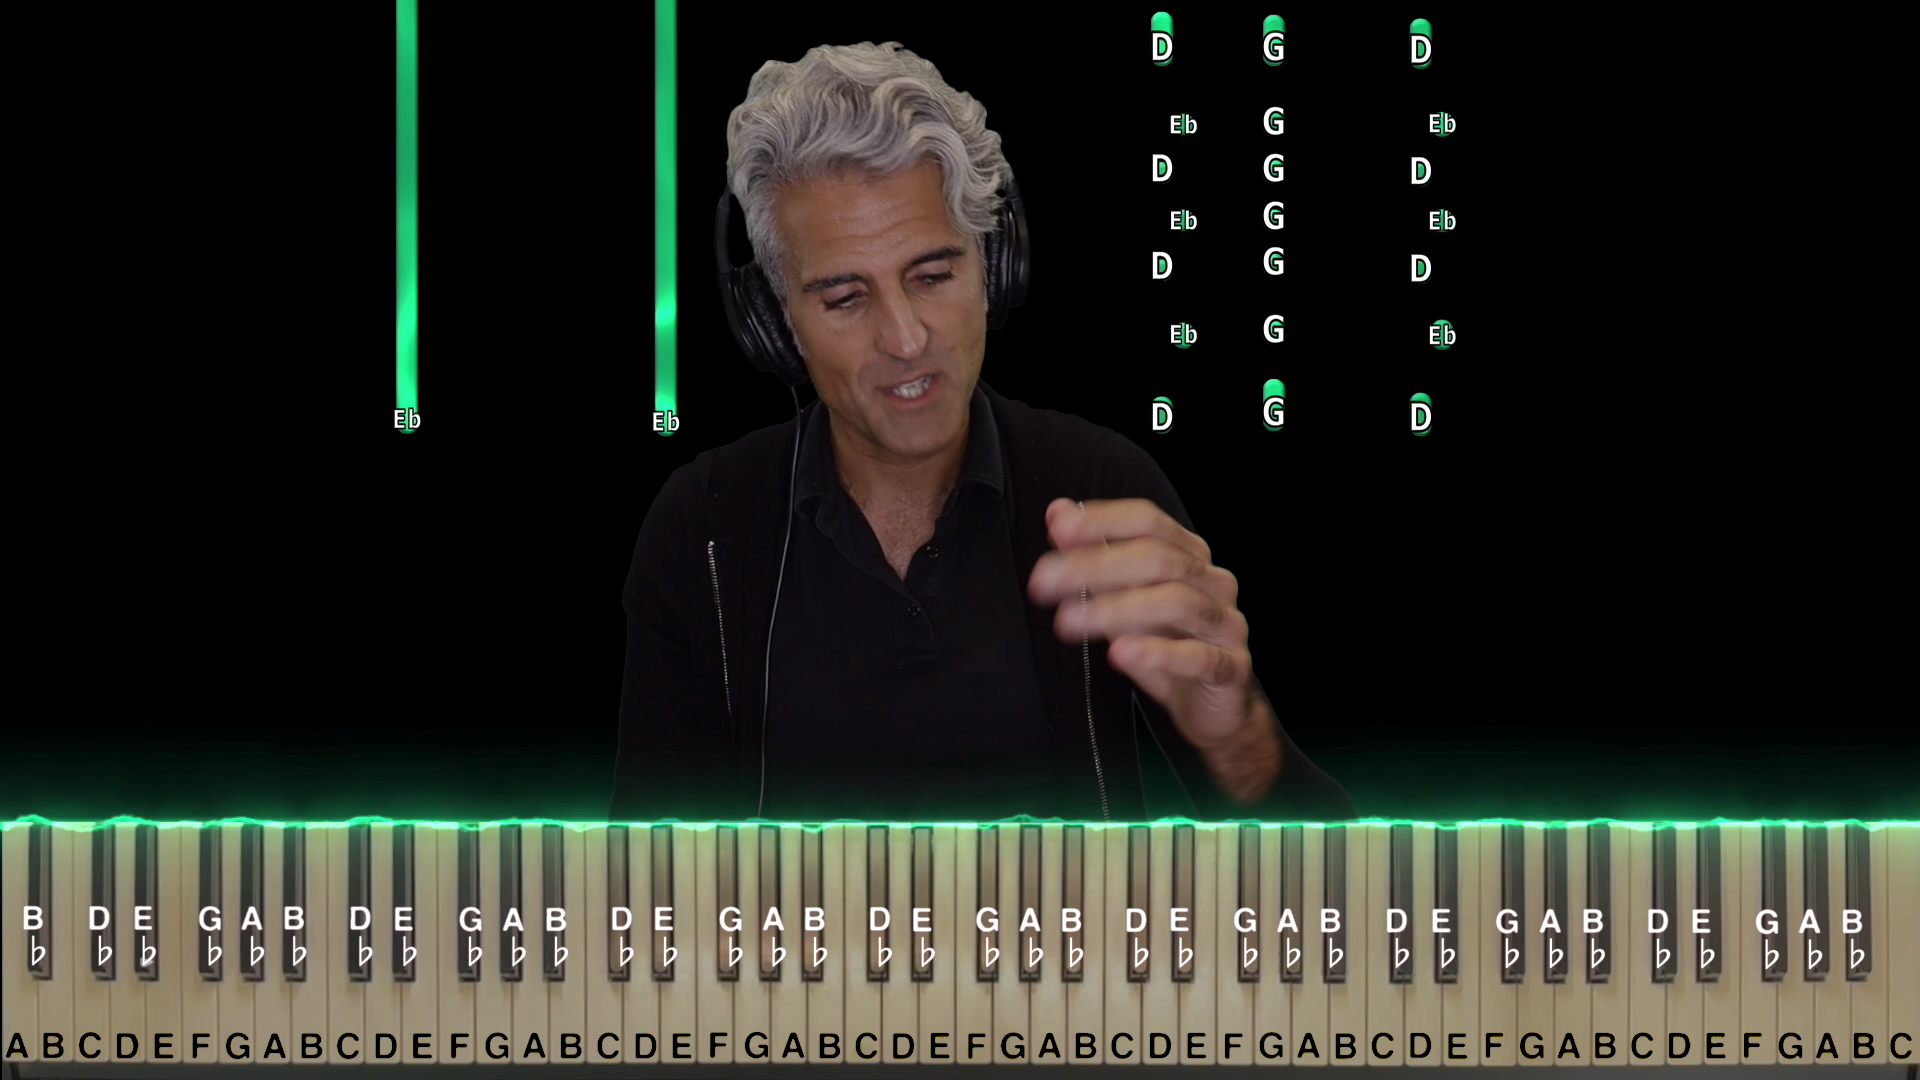 D G D
Eb G Eb
D G D
Eb G Eb
D G D
Eb G Eb
Eb Eb D G D
B♭ D♭ E♭ G♭ A♭ B♭ D♭ E♭ G♭ A♭ B♭ D♭ E♭ G♭ A♭ B♭ D♭ E♭ G♭ A♭ B♭ D♭ E♭ G♭ A♭ B♭ D♭ E♭ G♭ A♭ B♭ D♭ E♭ G♭ A♭ B♭
A B C D E F G A B C D E F G A B C D E F G A B C D E F G A B C D E F G A B C D E F G A B C D E F G A B C